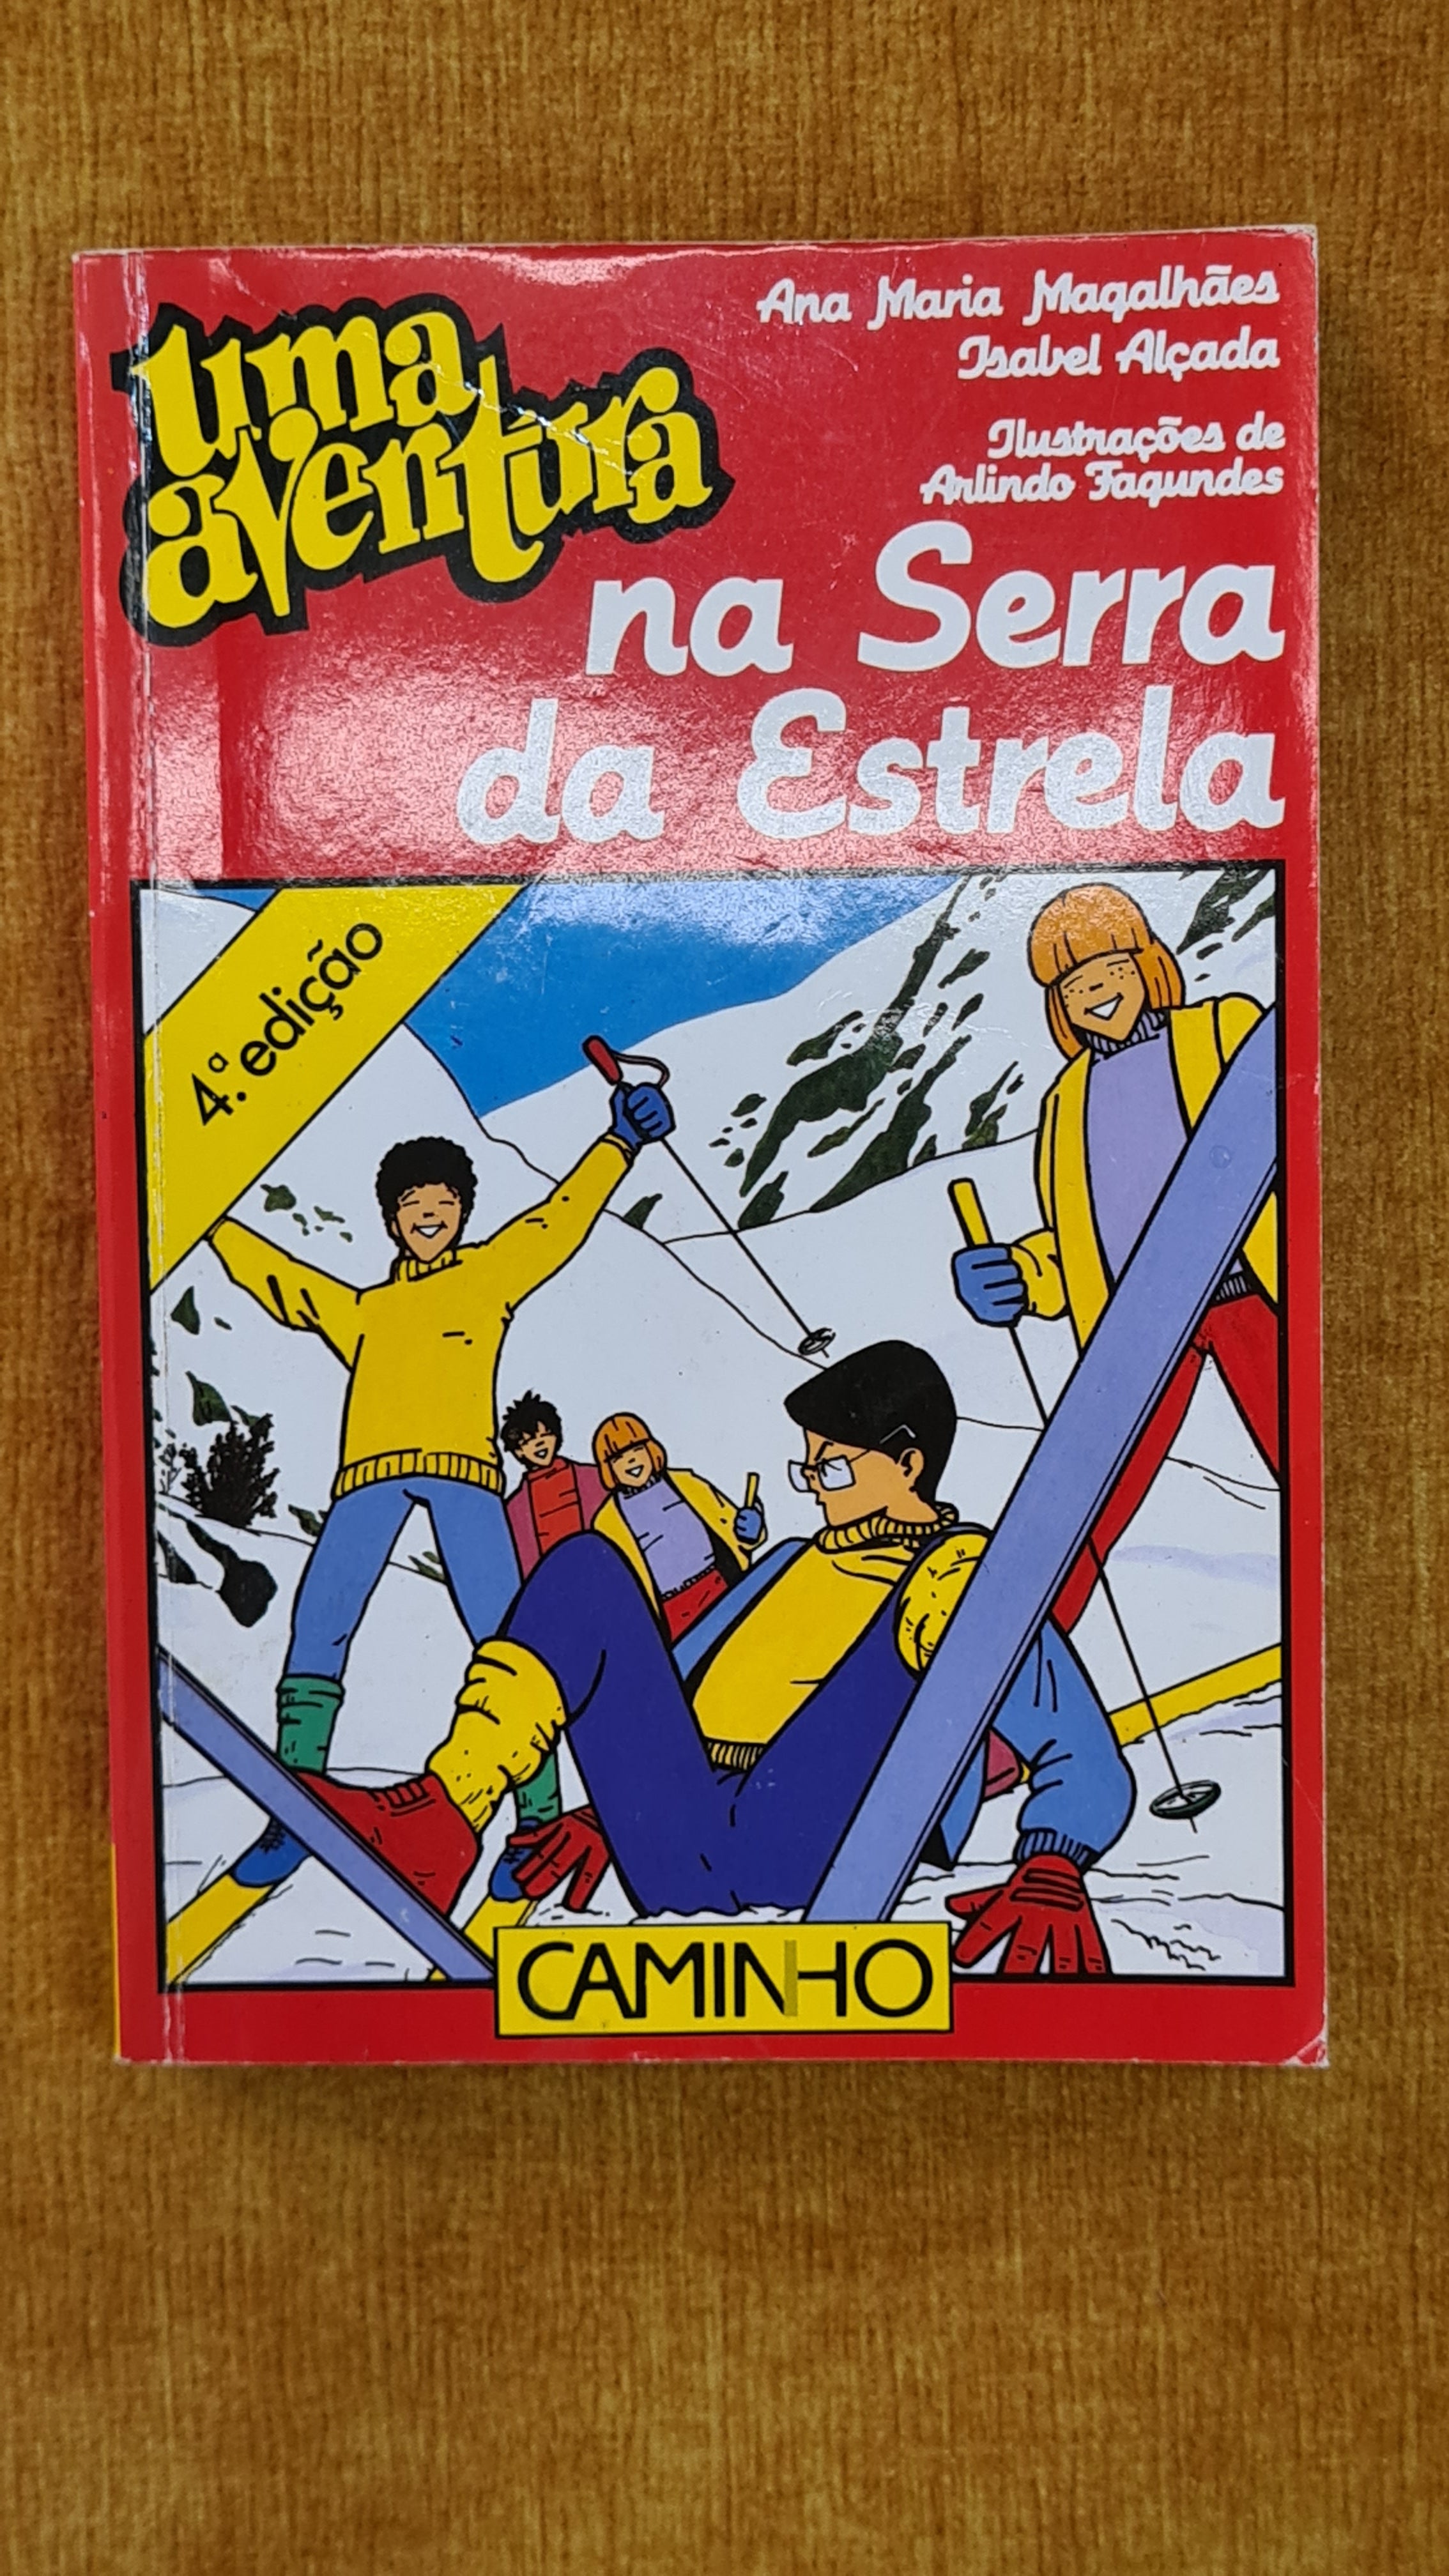 uma
aventura
Ana Maria Magalhães
Isabel Alçada
Ilustrações de
Arlindo Fagundes
na Serra
da Estrela
4.ª edição
CAMINHO